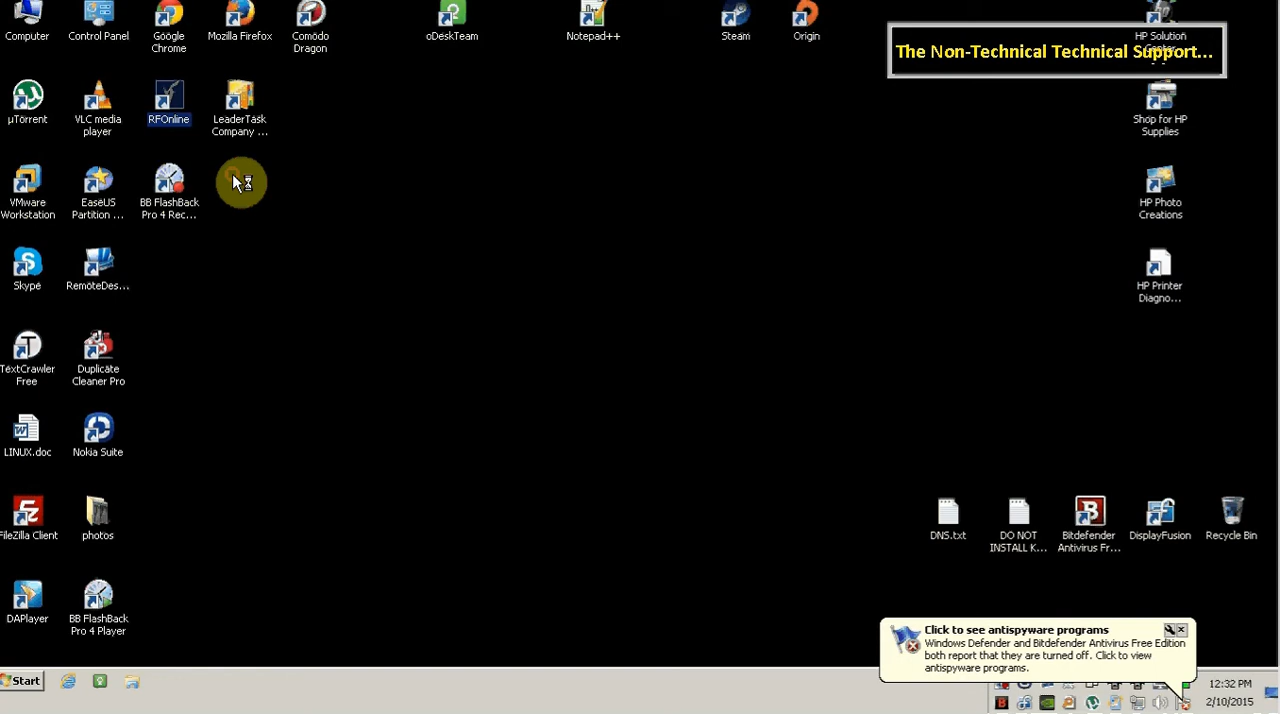 Computer
Control Panel
Google
Chrome
Mozilla Firefox
Comodo
Dragon
oDeskTeam
Notepad++
Steam
Origin
HP Solution
The Non-Technical Technical Support...
µTorrent
VLC media
player
RFOnline
LeaderTask
Company ...
Shop for HP
Supplies
VMware
Workstation
EaseUS
Partition ...
BB FlashBack
Pro 4 Rec...
HP Photo
Creations
Skype
RemoteDes...
HP Printer
Diagno...
TextCrawler
Free
Duplicate
Cleaner Pro
LINUX.doc
Nokia Suite
FileZilla Client
photos
DNS.txt
DO NOT
INSTALL K...
Bitdefender
Antivirus Fr...
DisplayFusion
Recycle Bin
DAPlayer
BB FlashBack
Pro 4 Player
Click to see antispyware programs
Windows Defender and Bitdefender Antivirus Free Edition
both report that they are turned off. Click to view
antispyware programs.
Start
12:32 PM
2/10/2015